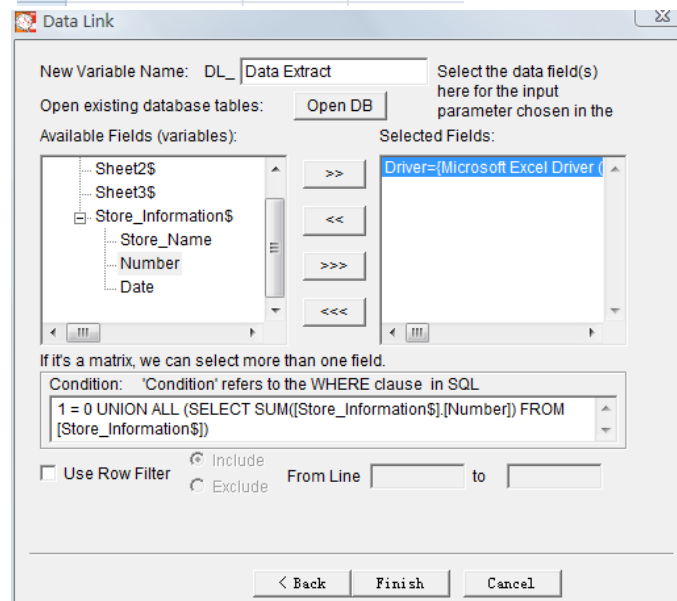 Data Link
New Variable Name: DL_ Data Extract
Select the data field(s)
here for the input
parameter chosen in the
Open existing database tables: Open DB
Available Fields (variables):
Selected Fields:
Sheet2$
Sheet3$
Store_Information$
Store_Name
Number
Date
>>
<<
>>>
<<<
Driver={Microsoft Excel Driver (
If it's a matrix, we can select more than one field.
Condition: 'Condition' refers to the WHERE clause in SQL
1 = 0 UNION ALL (SELECT SUM([Store_Information$].[Number]) FROM
[Store_Information$])
Use Row Filter
Include
Exclude
From Line to
< Back Finish Cancel